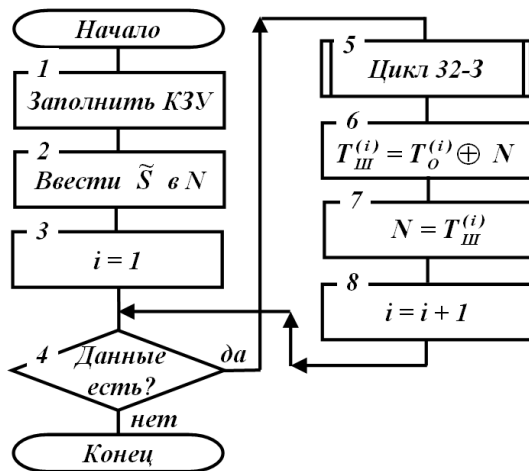 Начало
1
Заполнить КЗУ
2
Ввести S̃ в N
3
i = 1
4
Данные
есть?
да
нет
Конец
5
Цикл 32-З
6
T_Ш^(i) = T_О^(i) ⊕ N
7
N = T_Ш^(i)
8
i = i + 1